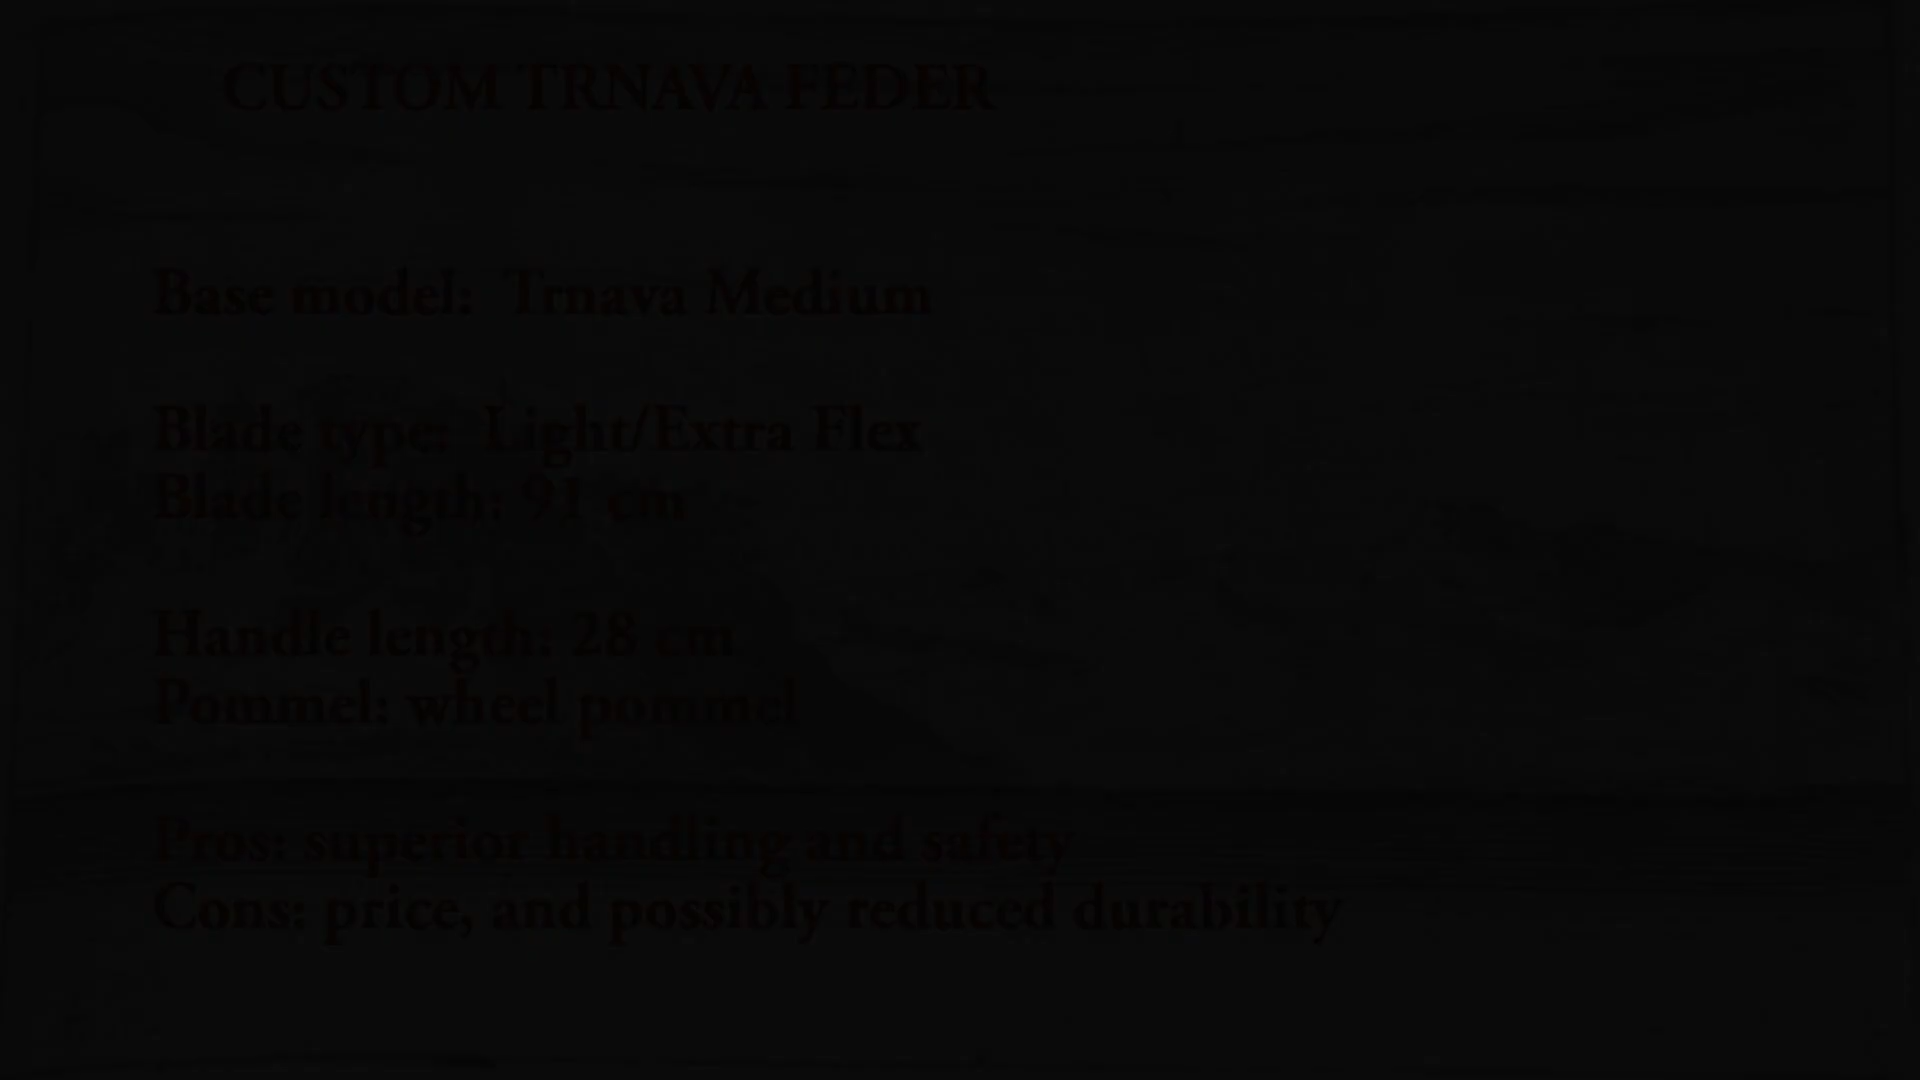 CUSTOM TRNAVA FEDER
Base model: Trnava Medium
Blade type: Light/Extra Flex
Blade length: 91 cm
Handle length: 28 cm
Pommel: wheel pommel
Pros: superior handling and safety
Cons: price, and possibly reduced durability